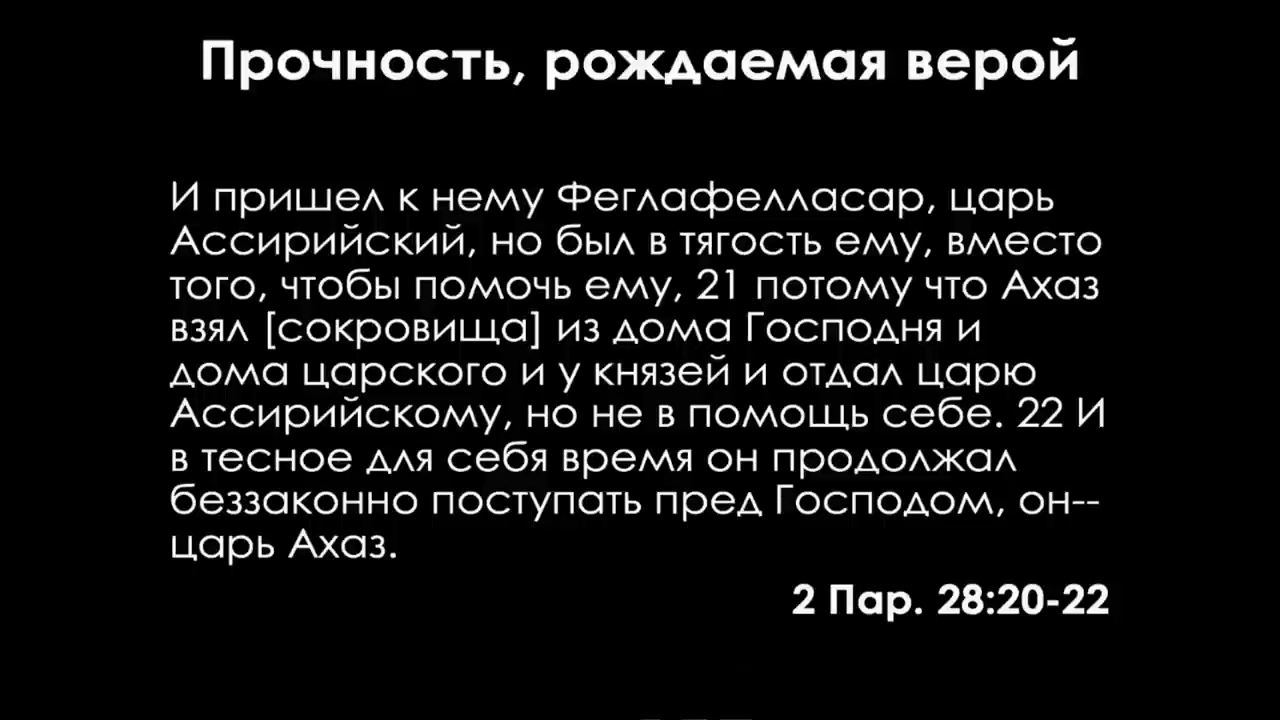 Прочность, рождаемая верой
И пришел к нему Феглафелласар, царь
Ассирийский, но был в тягость ему, вместо
того, чтобы помочь ему, 21 потому что Ахаз
взял [сокровища] из дома Господня и
дома царского и у князей и отдал царю
Ассирийскому, но не в помощь себе. 22 И
в тесное для себя время он продолжал
беззаконно поступать пред Господом, он--
царь Ахаз.
2 Пар. 28:20-22